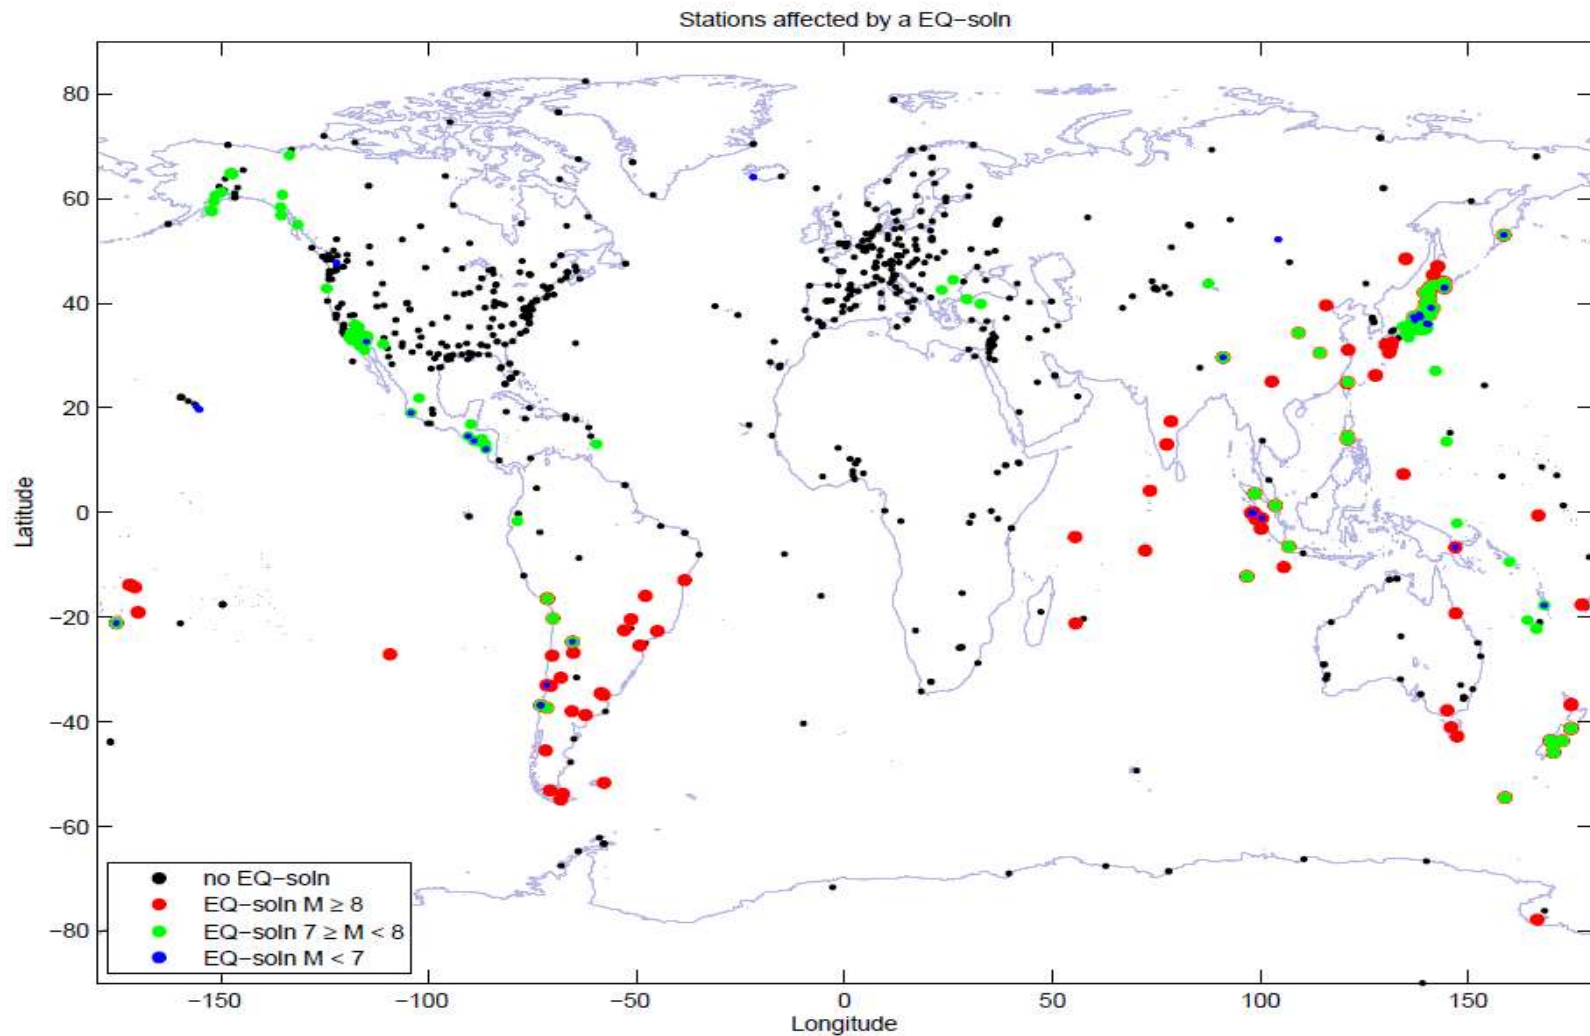 Stations affected by a EQ−soln
80
60
40
20
0
−20
−40
−60
−80
Latitude
no EQ−soln
EQ−soln M ≥ 8
EQ−soln 7 ≥ M < 8
EQ−soln M < 7
−150 −100 −50 0 50 100 150
Longitude